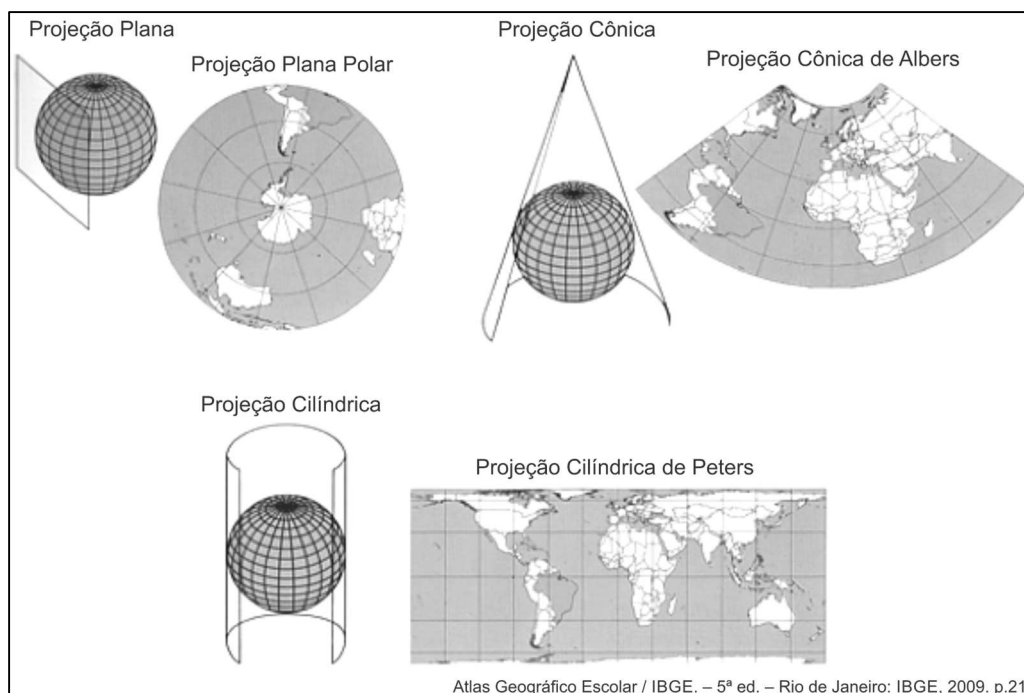 Projeção Plana
Projeção Plana Polar
Projeção Cônica
Projeção Cônica de Albers
Projeção Cilíndrica
Projeção Cilíndrica de Peters
Atlas Geográfico Escolar / IBGE. – 5ª ed. – Rio de Janeiro: IBGE, 2009. p.21